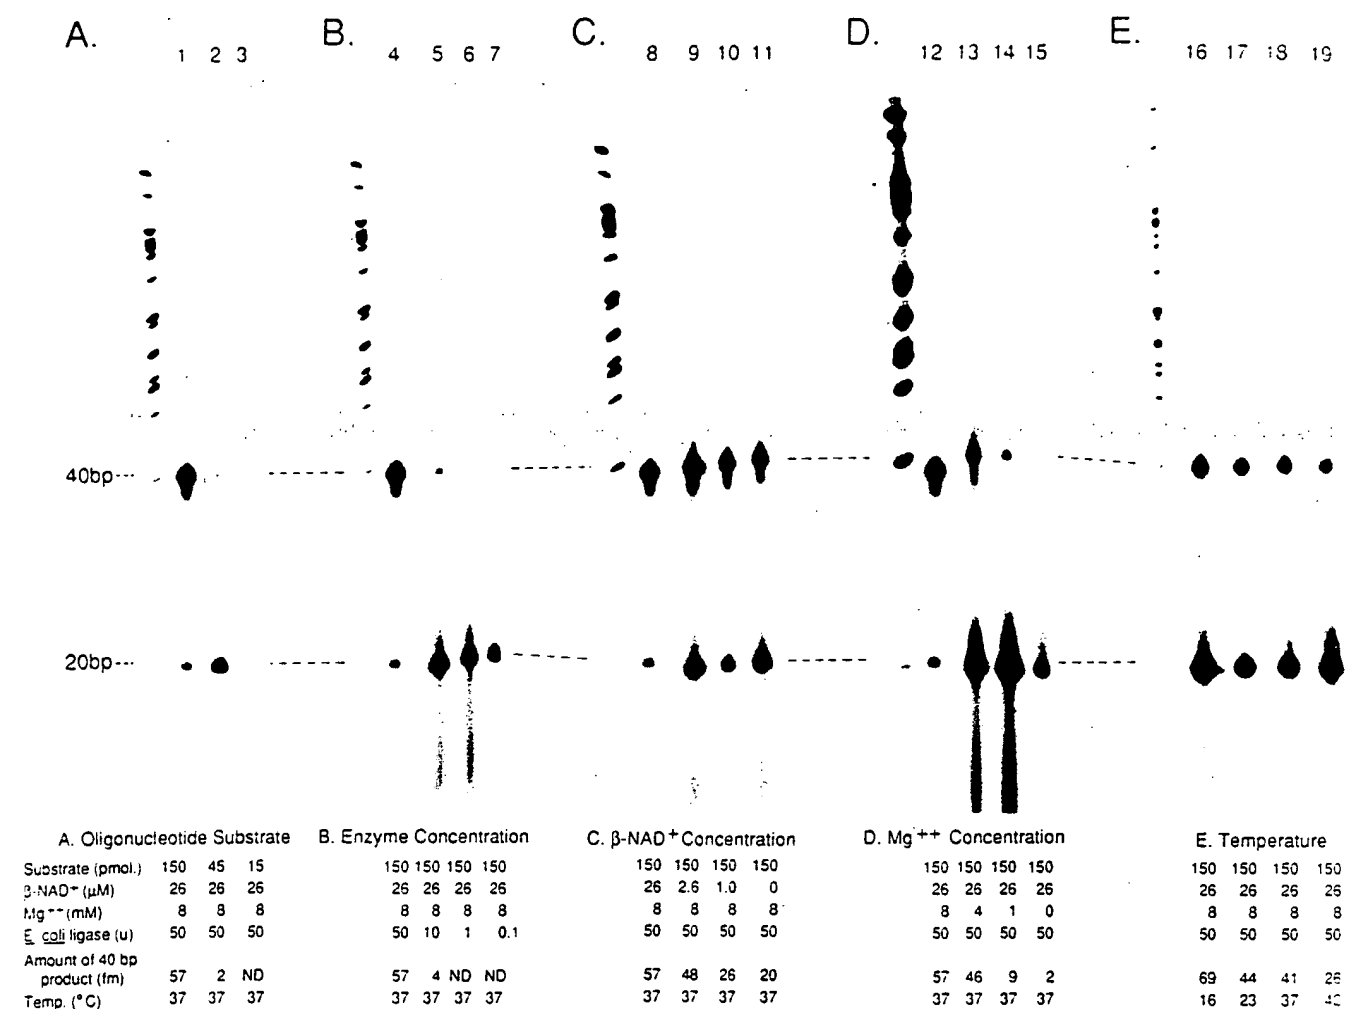 A. B. C. D. E.
1 2 3 4 5 6 7 8 9 10 11 12 13 14 15 16 17 18 19
40bp
20bp
A. Oligonucleotide Substrate B. Enzyme Concentration C. β-NAD+ Concentration D. Mg++ Concentration E. Temperature
Substrate (pmol.) 150 45 15 150 150 150 150 150 150 150 150 150 150 150 150 150 150 150 150
β-NAD+ (μM) 26 26 26 26 26 26 26 26 2.6 1.0 0 26 26 26 26 26 26 26 26
Mg++ (mM) 8 8 8 8 8 8 8 8 8 8 8 8 4 1 0 8 8 8 8
E coli ligase (u) 50 50 50 50 10 1 0.1 50 50 50 50 50 50 50 50 50 50 50 50
Amount of 40 bp
product (fm) 57 2 ND 57 4 ND ND 57 48 26 20 57 46 9 2 69 44 41 26
Temp. (°C) 37 37 37 37 37 37 37 37 37 37 37 37 37 37 37 16 23 37